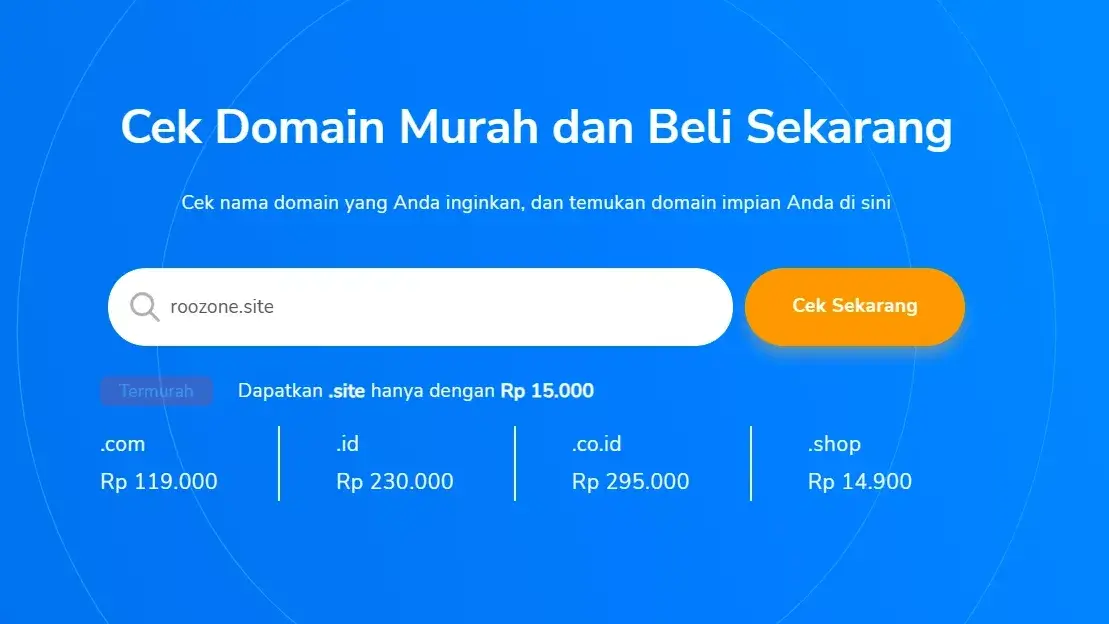 Cek Domain Murah dan Beli Sekarang
Cek nama domain yang Anda inginkan, dan temukan domain impian Anda di sini
roozone.site
Cek Sekarang
Termurah Dapatkan .site hanya dengan Rp 15.000
.com .id .co.id .shop
Rp 119.000 Rp 230.000 Rp 295.000 Rp 14.900